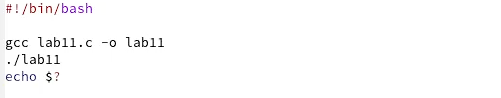 #!/bin/bash
gcc lab11.c -o lab11
./lab11
echo $?